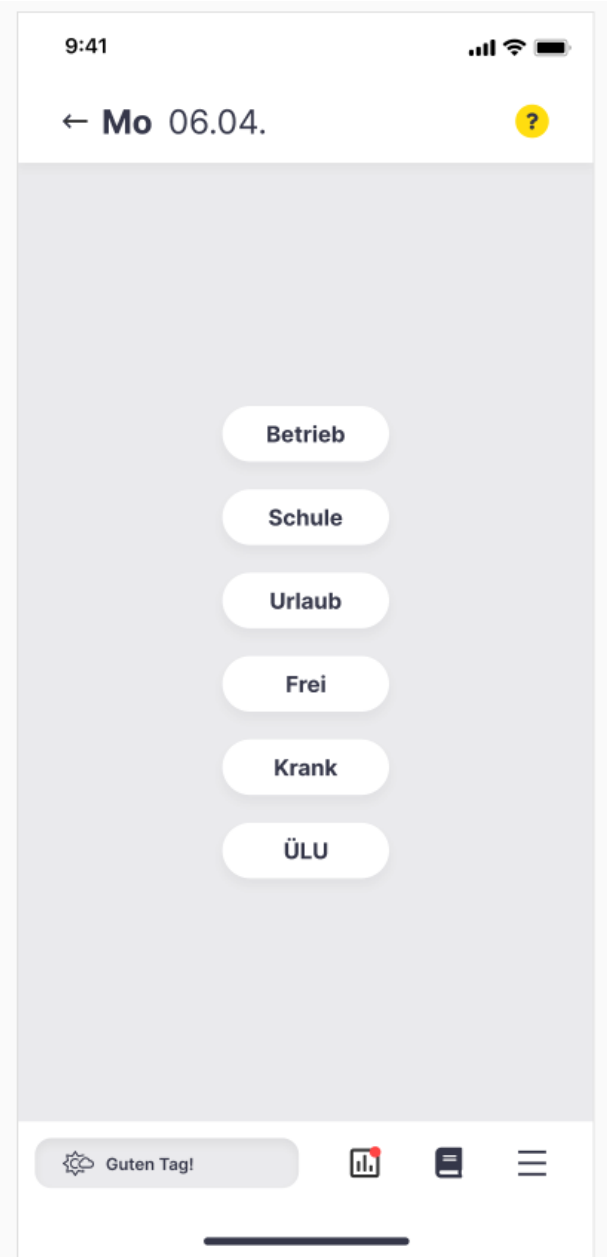 9:41
← Mo 06.04.
?
Betrieb
Schule
Urlaub
Frei
Krank
ÜLU
Guten Tag!